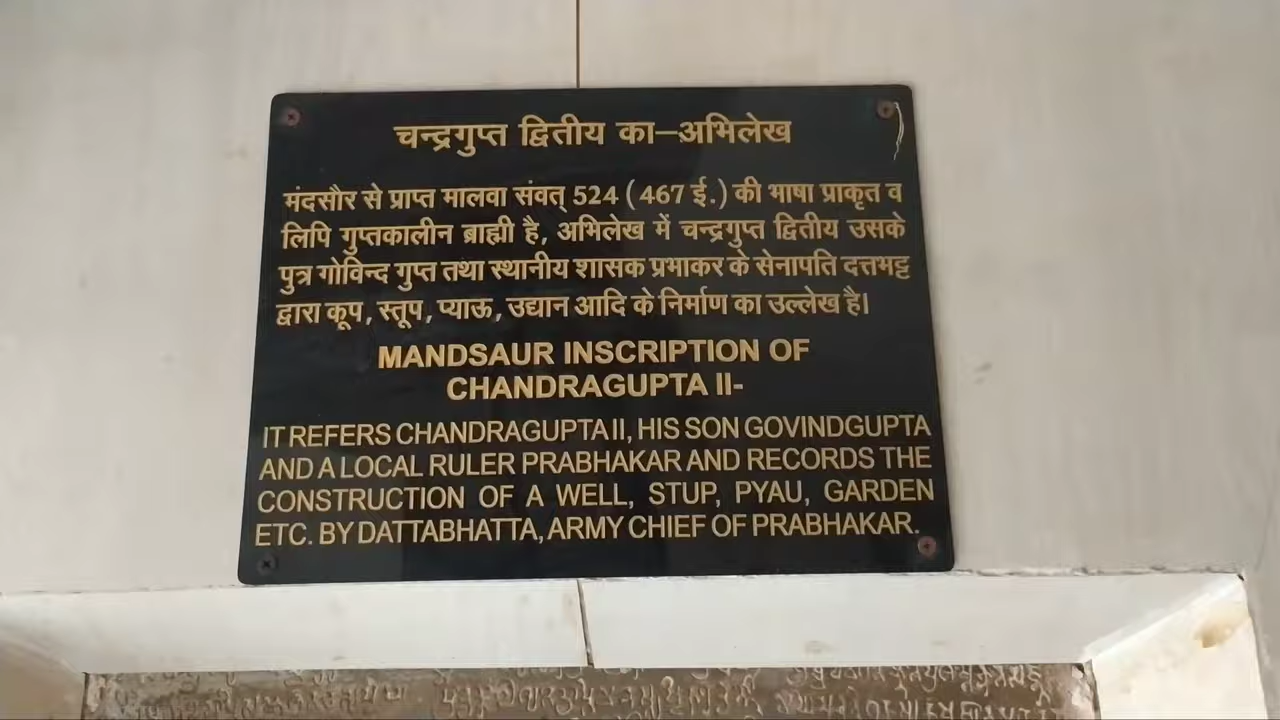 चन्द्रगुप्त द्वितीय का–अभिलेख
मंदसौर से प्राप्त मालवा संवत् 524 (467 ई.) की भाषा प्राकृत व
लिपि गुप्तकालीन ब्राह्मी है, अभिलेख में चन्द्रगुप्त द्वितीय उसके
पुत्र गोविन्द गुप्त तथा स्थानीय शासक प्रभाकर के सेनापति दत्तभट्ट
द्वारा कूप, स्तूप, प्याऊ, उद्यान आदि के निर्माण का उल्लेख है।
MANDSAUR INSCRIPTION OF
CHANDRAGUPTA II-
IT REFERS CHANDRAGUPTA II, HIS SON GOVINDGUPTA
AND A LOCAL RULER PRABHAKAR AND RECORDS THE
CONSTRUCTION OF A WELL, STUP, PYAU, GARDEN
ETC. BY DATTABHATTA, ARMY CHIEF OF PRABHAKAR.